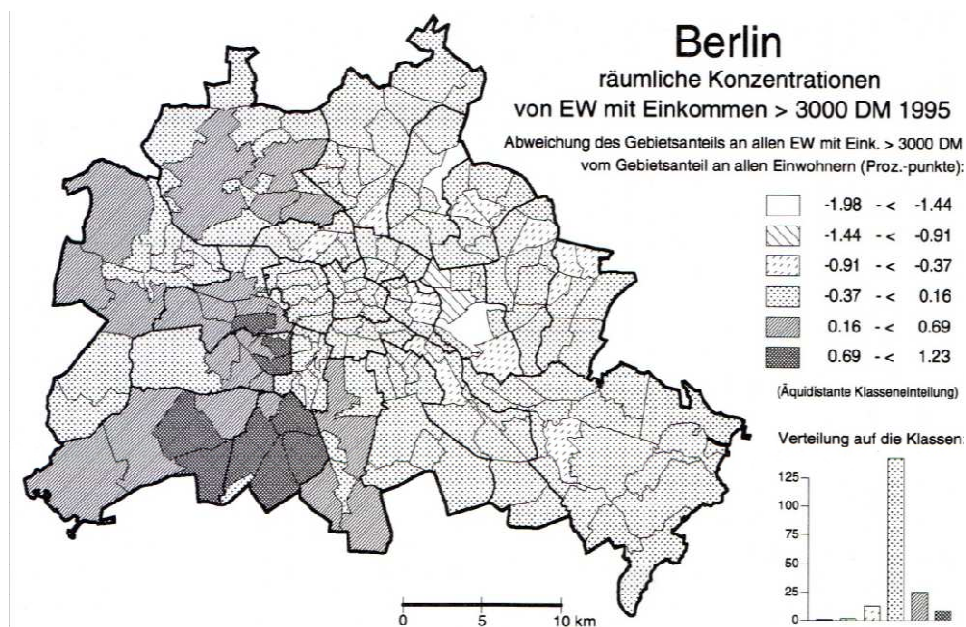 Berlin
räumliche Konzentrationen
von EW mit Einkommen > 3000 DM 1995
Abweichung des Gebietsanteils an allen EW mit Eink. > 3000 DM
vom Gebietsanteil an allen Einwohnern (Proz.-punkte):
-1.98 - < -1.44
-1.44 - < -0.91
-0.91 - < -0.37
-0.37 - < 0.16
0.16 - < 0.69
0.69 - < 1.23
(Äquidistante Klasseneinteilung)
Verteilung auf die Klassen:
125
100
50
25
0
0 5 10 km